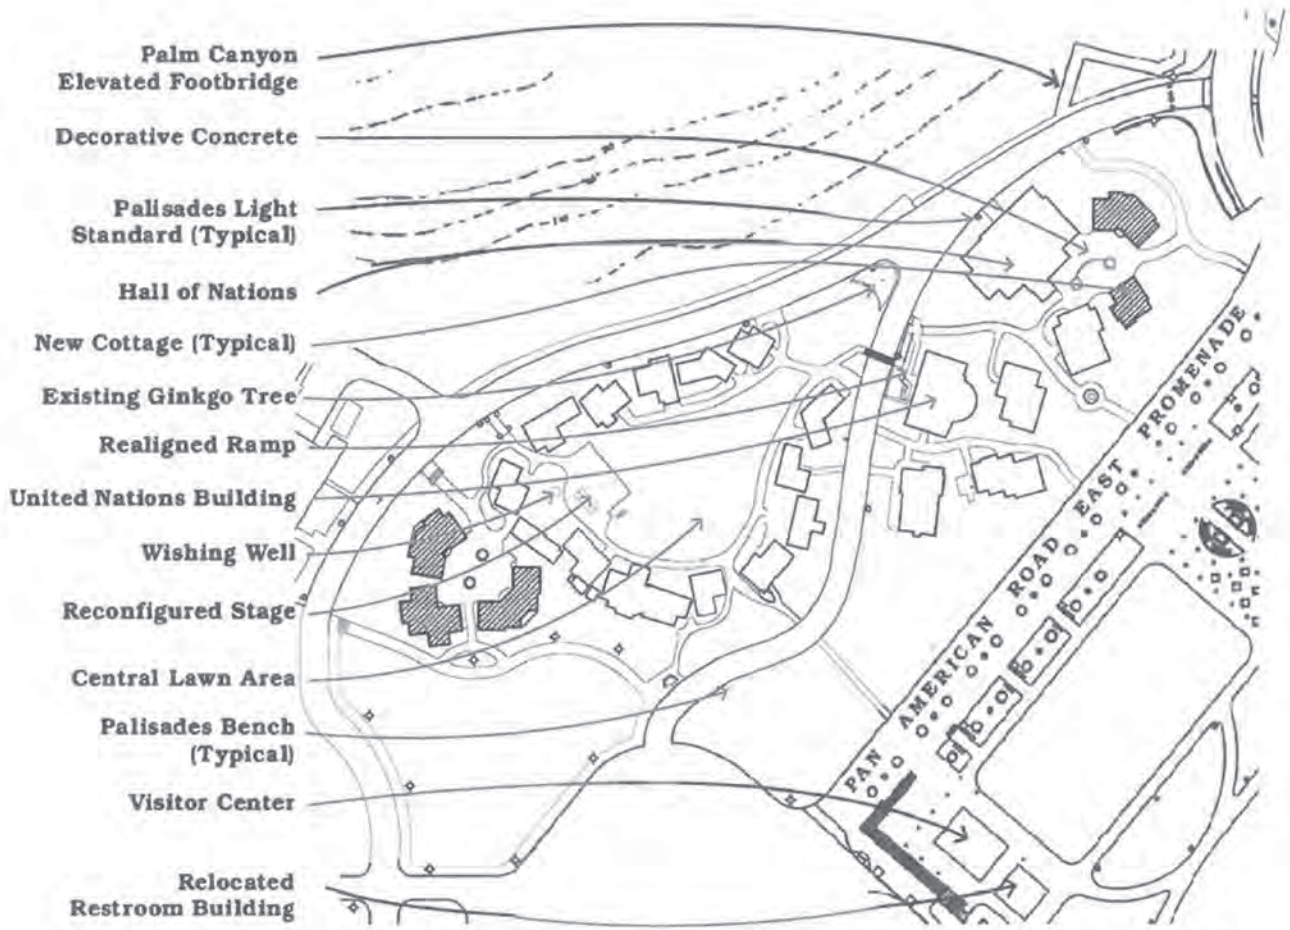 Palm Canyon
Elevated Footbridge
Decorative Concrete
Palisades Light
Standard (Typical)
Hall of Nations
New Cottage (Typical)
Existing Ginkgo Tree
Realigned Ramp
United Nations Building
Wishing Well
Reconfigured Stage
Central Lawn Area
Palisades Bench
(Typical)
Visitor Center
Relocated
Restroom Building
PAN AMERICAN ROAD EAST PROMENADE